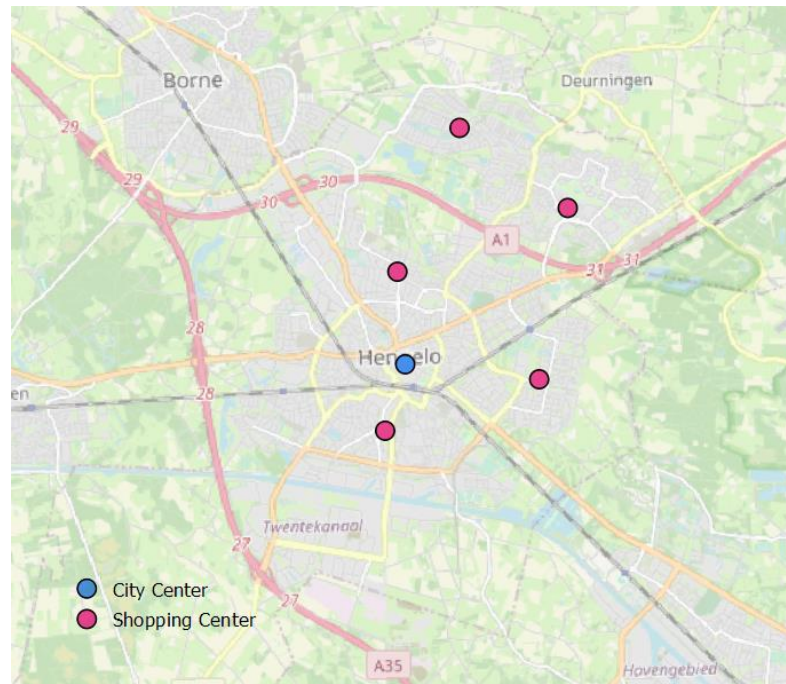 Borne
Deurningen
29
29
30
30
A1
31
31
28
Hengelo
28
en
Twentekanaal
27
27
City Center
Shopping Center
A35
Havengebied